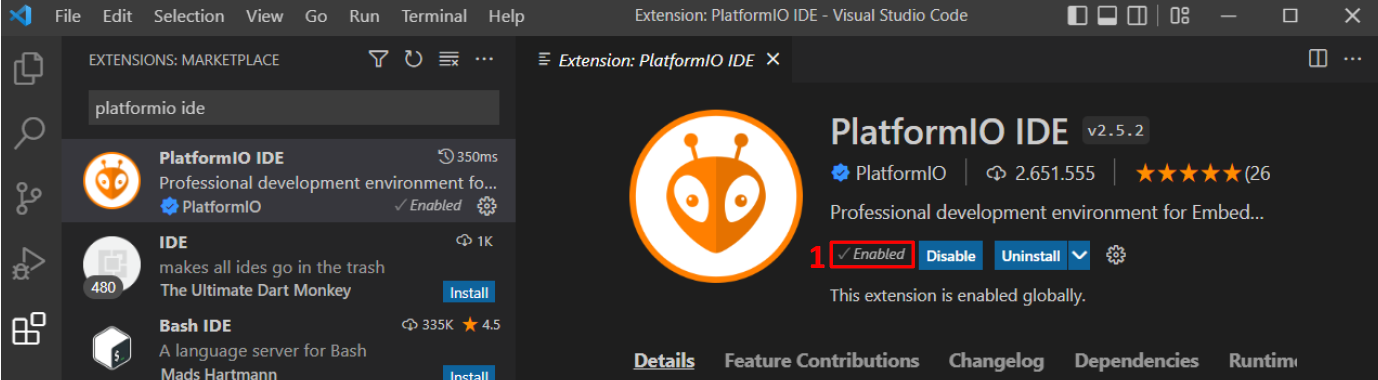 File Edit Selection View Go Run Terminal Help
Extension: PlatformIO IDE - Visual Studio Code
EXTENSIONS: MARKETPLACE
platformio ide
PlatformIO IDE 350ms
Professional development environment fo...
PlatformIO ✓ Enabled
IDE 1K
makes all ides go in the trash
480
The Ultimate Dart Monkey Install
Bash IDE 335K ★ 4.5
A language server for Bash
Mads Hartmann Install
Extension: PlatformIO IDE
PlatformIO IDE v2.5.2
PlatformIO 2.651.555 ★★★★★(26
Professional development environment for Embed...
1 ✓ Enabled Disable Uninstall
This extension is enabled globally.
Details Feature Contributions Changelog Dependencies Runtim